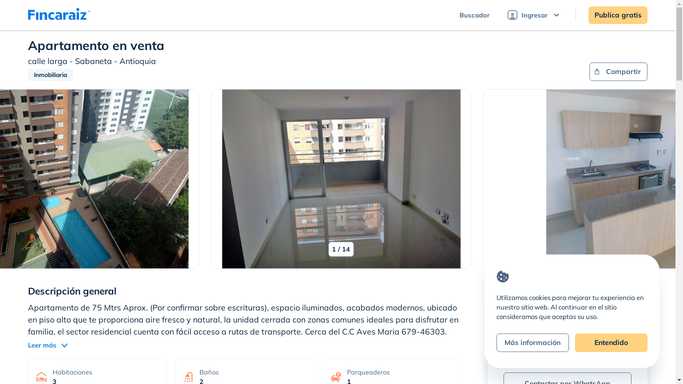 Fincaraiz
Buscador
Ingresar
Publica gratis
Apartamento en venta
calle larga - Sabaneta - Antioquia
Inmobiliaria
Compartir
1 / 14
Descripción general
Apartamento de 75 Mtrs Aprox. (Por confirmar sobre escrituras), espacio iluminados, acabados modernos, ubicado
en piso alto que te proporciona aire fresco y natural, la unidad cerrada con zonas comunes ideales para disfrutar en
familia, el sector residencial cuenta con fácil acceso a rutas de transporte. Cerca del C.C Aves Maria 679-46303.
Leer más
Habitaciones
3
Baños
2
Parqueaderos
1
Utilizamos cookies para mejorar tu experiencia en
nuestro sitio web. Al continuar en el sitio
consideramos que aceptas su uso.
Más información
Entendido
Contactar por WhatsApp